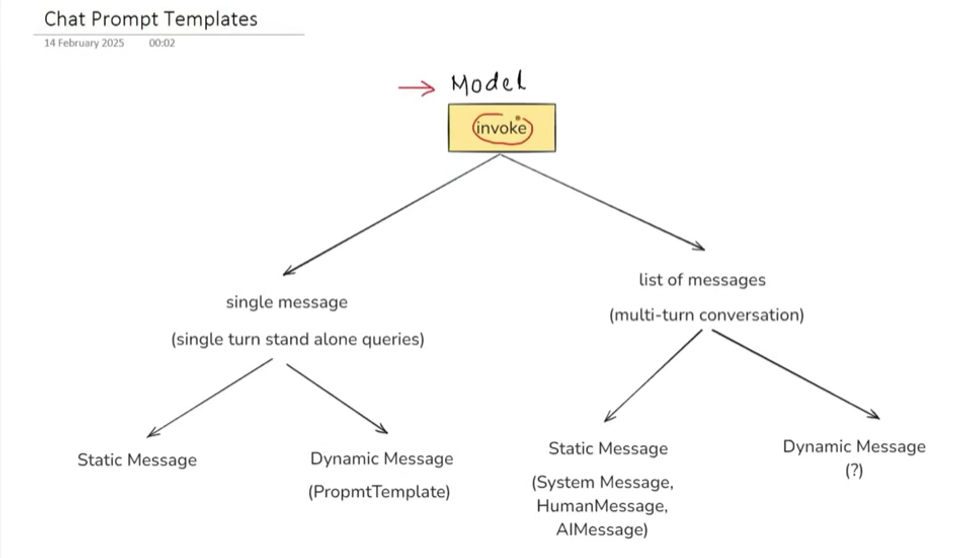 Chat Prompt Templates
14 February 2025 00:02
→ Model
invoke
single message
(single turn stand alone queries)
list of messages
(multi-turn conversation)
Static Message
Dynamic Message
(PropmtTemplate)
Static Message
(System Message,
HumanMessage,
AIMessage)
Dynamic Message
(?)